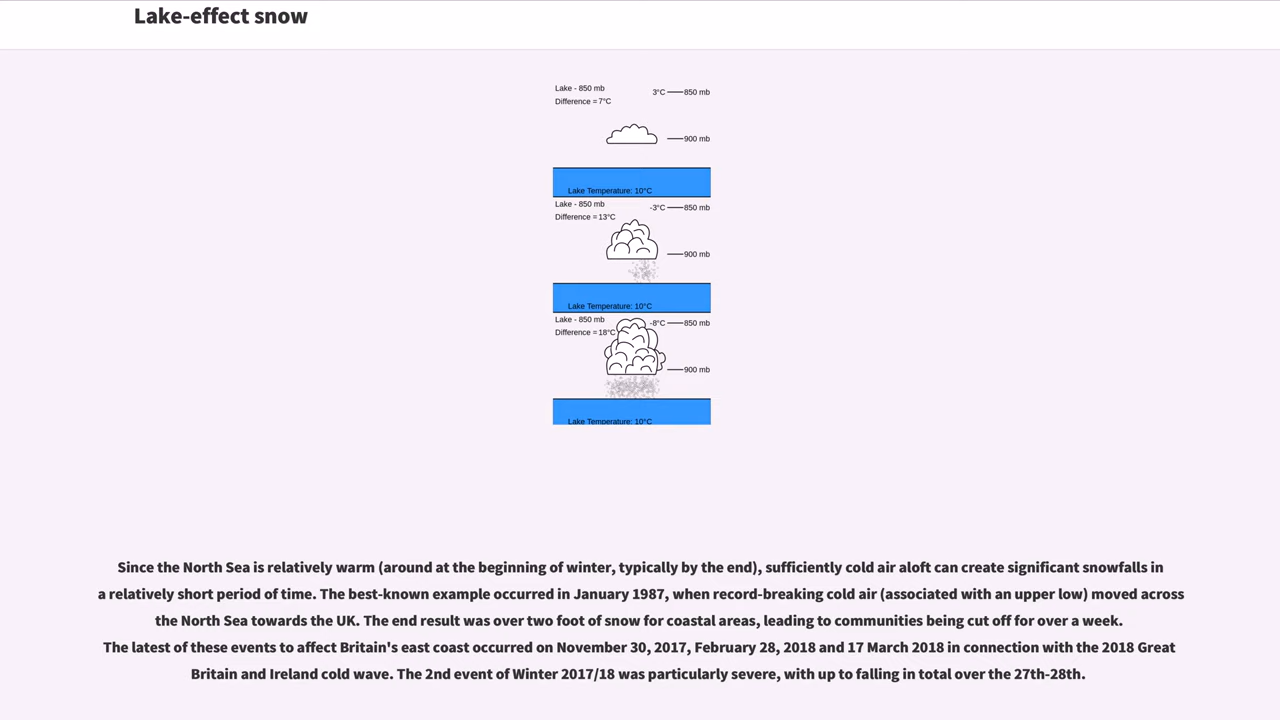 Lake-effect snow
Lake - 850 mb
3°C 850 mb
Difference = 7°C
900 mb
Lake Temperature: 10°C
Lake - 850 mb
-3°C 850 mb
Difference = 13°C
900 mb
Lake Temperature: 10°C
Lake - 850 mb
-8°C 850 mb
Difference = 18°C
900 mb
Lake Temperature: 10°C
Since the North Sea is relatively warm (around at the beginning of winter, typically by the end), sufficiently cold air aloft can create significant snowfalls in
a relatively short period of time. The best-known example occurred in January 1987, when record-breaking cold air (associated with an upper low) moved across
the North Sea towards the UK. The end result was over two foot of snow for coastal areas, leading to communities being cut off for over a week.
The latest of these events to affect Britain's east coast occurred on November 30, 2017, February 28, 2018 and 17 March 2018 in connection with the 2018 Great
Britain and Ireland cold wave. The 2nd event of Winter 2017/18 was particularly severe, with up to falling in total over the 27th-28th.